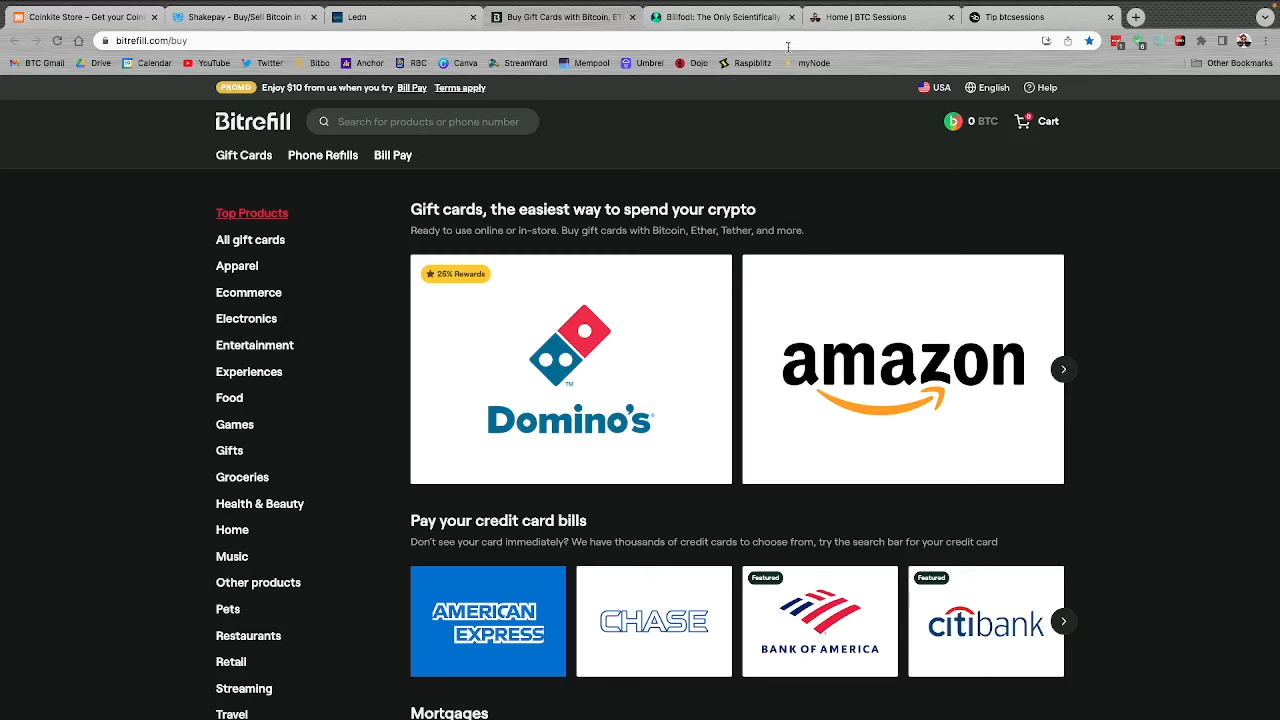 Coinkite Store - Get your Coin
Shakepay - Buy/Sell Bitcoin in
Ledn
Buy Gift Cards with Bitcoin, ET
Bilifodl: The Only Scientifically
Home | BTC Sessions
Tip btcsessions
bitrefill.com/buy
BTC Gmail
Drive
Calendar
YouTube
Twitter
Bitbo
Anchor
RBC
Canva
StreamYard
Mempool
Umbrel
Dojo
Raspiblitz
myNode
Other Bookmarks
PROMO Enjoy $10 from us when you try Bill Pay Terms apply
USA English Help
Bitrefill
Search for products or phone number
0 BTC
0 Cart
Gift Cards Phone Refills Bill Pay
Top Products
All gift cards
Apparel
Ecommerce
Electronics
Entertainment
Experiences
Food
Games
Gifts
Groceries
Health & Beauty
Home
Music
Other products
Pets
Restaurants
Retail
Streaming
Travel
Gift cards, the easiest way to spend your crypto
Ready to use online or in-store. Buy gift cards with Bitcoin, Ether, Tether, and more.
25% Rewards
Domino's
amazon
Pay your credit card bills
Don't see your card immediately? We have thousands of credit cards to choose from, try the search bar for your credit card
AMERICAN
EXPRESS
CHASE
Featured
BANK OF AMERICA
Featured
citibank
Mortgages